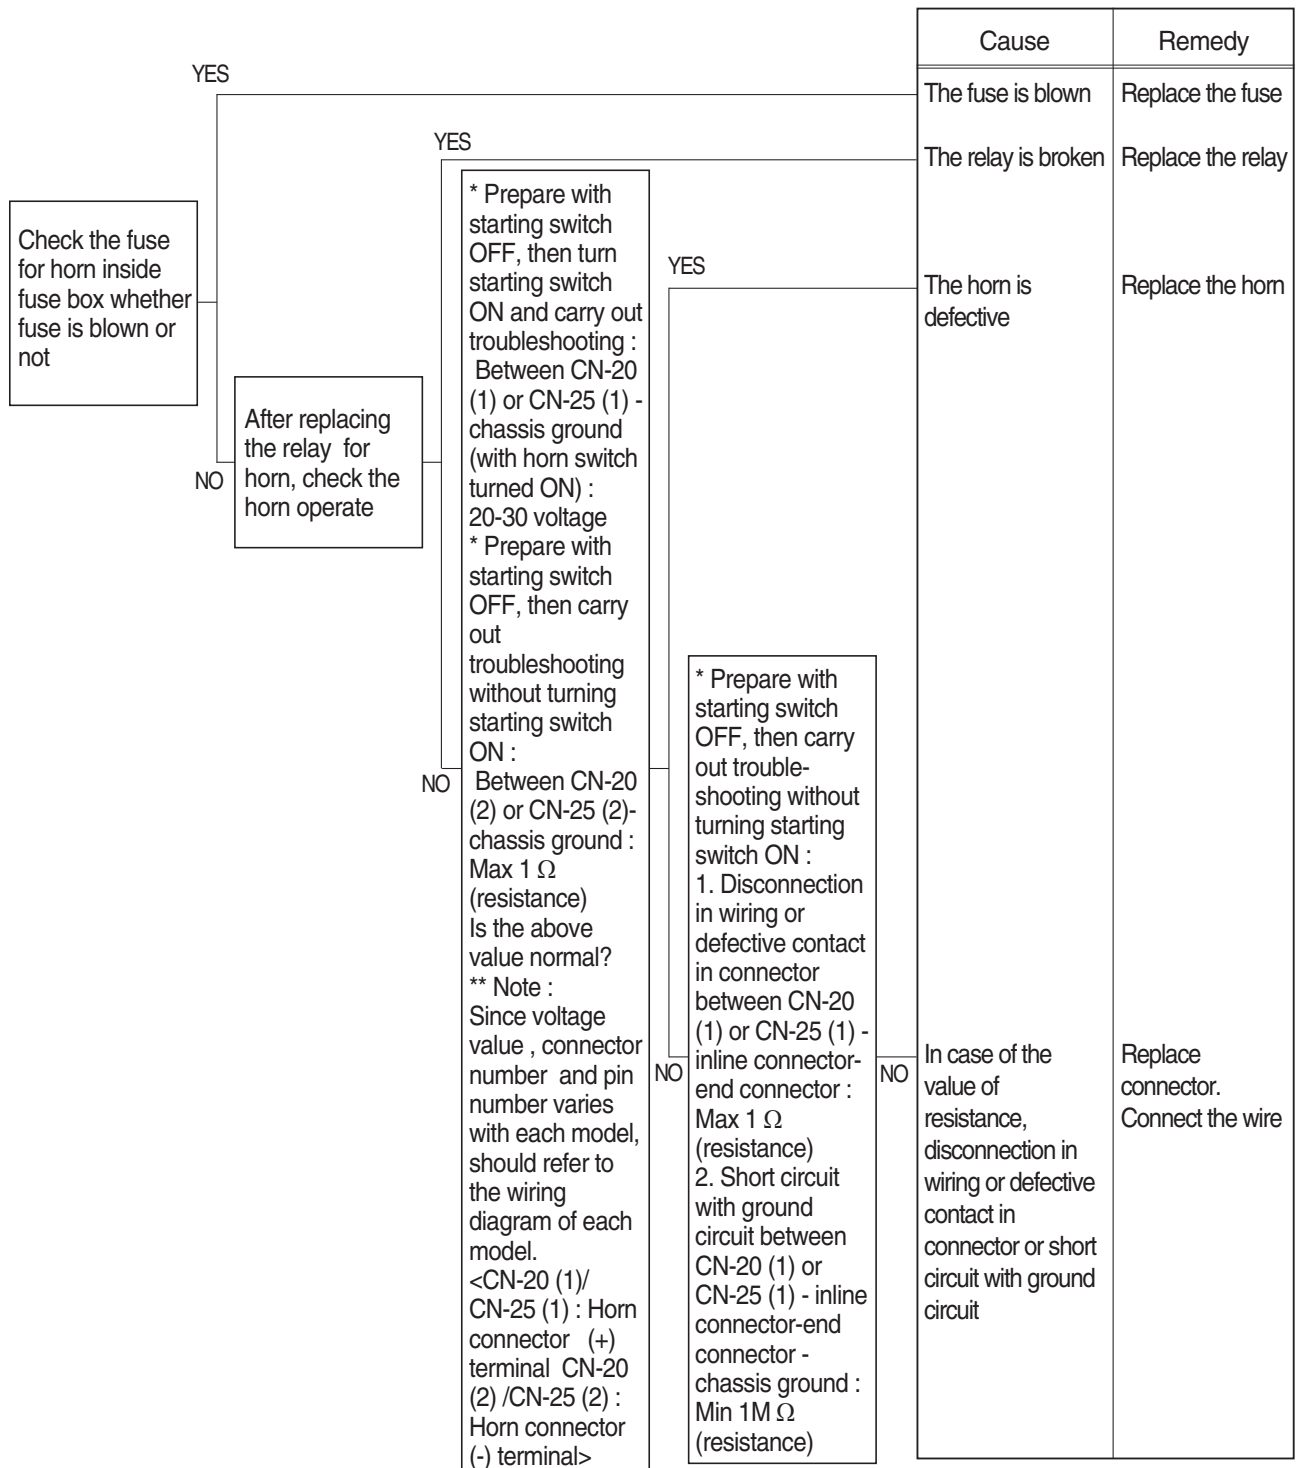 Cause
Remedy
YES
The fuse is blown
Replace the fuse
YES
The relay is broken
Replace the relay
Check the fuse
for horn inside
fuse box whether
fuse is blown or
not
NO
After replacing
the relay for
horn, check the
horn operate
NO
* Prepare with
starting switch
OFF, then turn
starting switch
ON and carry out
troubleshooting :
Between CN-20
(1) or CN-25 (1) -
chassis ground
(with horn switch
turned ON) :
20-30 voltage
* Prepare with
starting switch
OFF, then carry
out
troubleshooting
without turning
starting switch
ON :
Between CN-20
(2) or CN-25 (2)-
chassis ground :
Max 1 Ω
(resistance)
Is the above
value normal?
** Note :
Since voltage
value , connector
number and pin
number varies
with each model,
should refer to
the wiring
diagram of each
model.
<CN-20 (1)/
CN-25 (1) : Horn
connector (+)
terminal CN-20
(2) /CN-25 (2) :
Horn connector
(-) terminal>
YES
The horn is
defective
Replace the horn
NO
* Prepare with
starting switch
OFF, then carry
out trouble-
shooting without
turning starting
switch ON :
1. Disconnection
in wiring or
defective contact
in connector
between CN-20
(1) or CN-25 (1) -
inline connector-
end connector :
Max 1 Ω
(resistance)
2. Short circuit
with ground
circuit between
CN-20 (1) or
CN-25 (1) - inline
connector-end
connector -
chassis ground :
Min 1M Ω
(resistance)
NO
In case of the
value of
resistance,
disconnection in
wiring or defective
contact in
connector or short
circuit with ground
circuit
Replace
connector.
Connect the wire